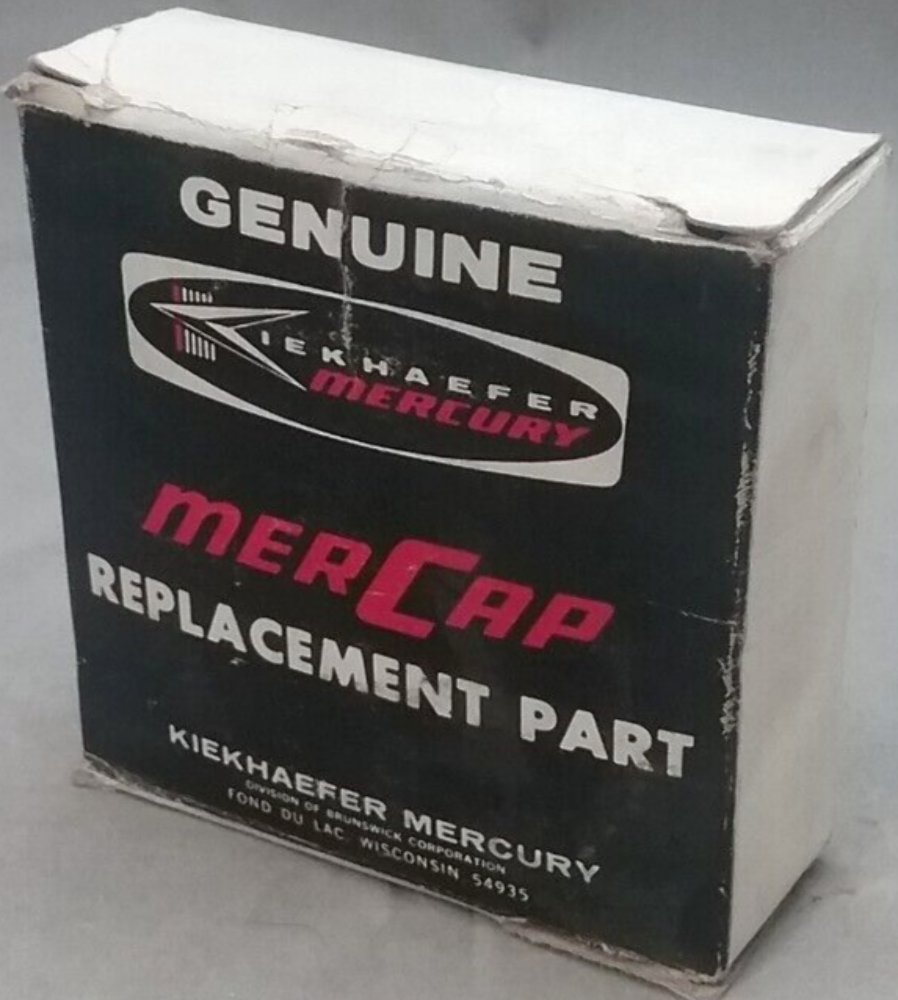 GENUINE
KIEKHAEFER
MERCURY
MERCAP
REPLACEMENT PART
KIEKHAEFER MERCURY
DIVISION OF BRUNSWICK CORPORATION
FOND DU LAC, WISCONSIN 54935